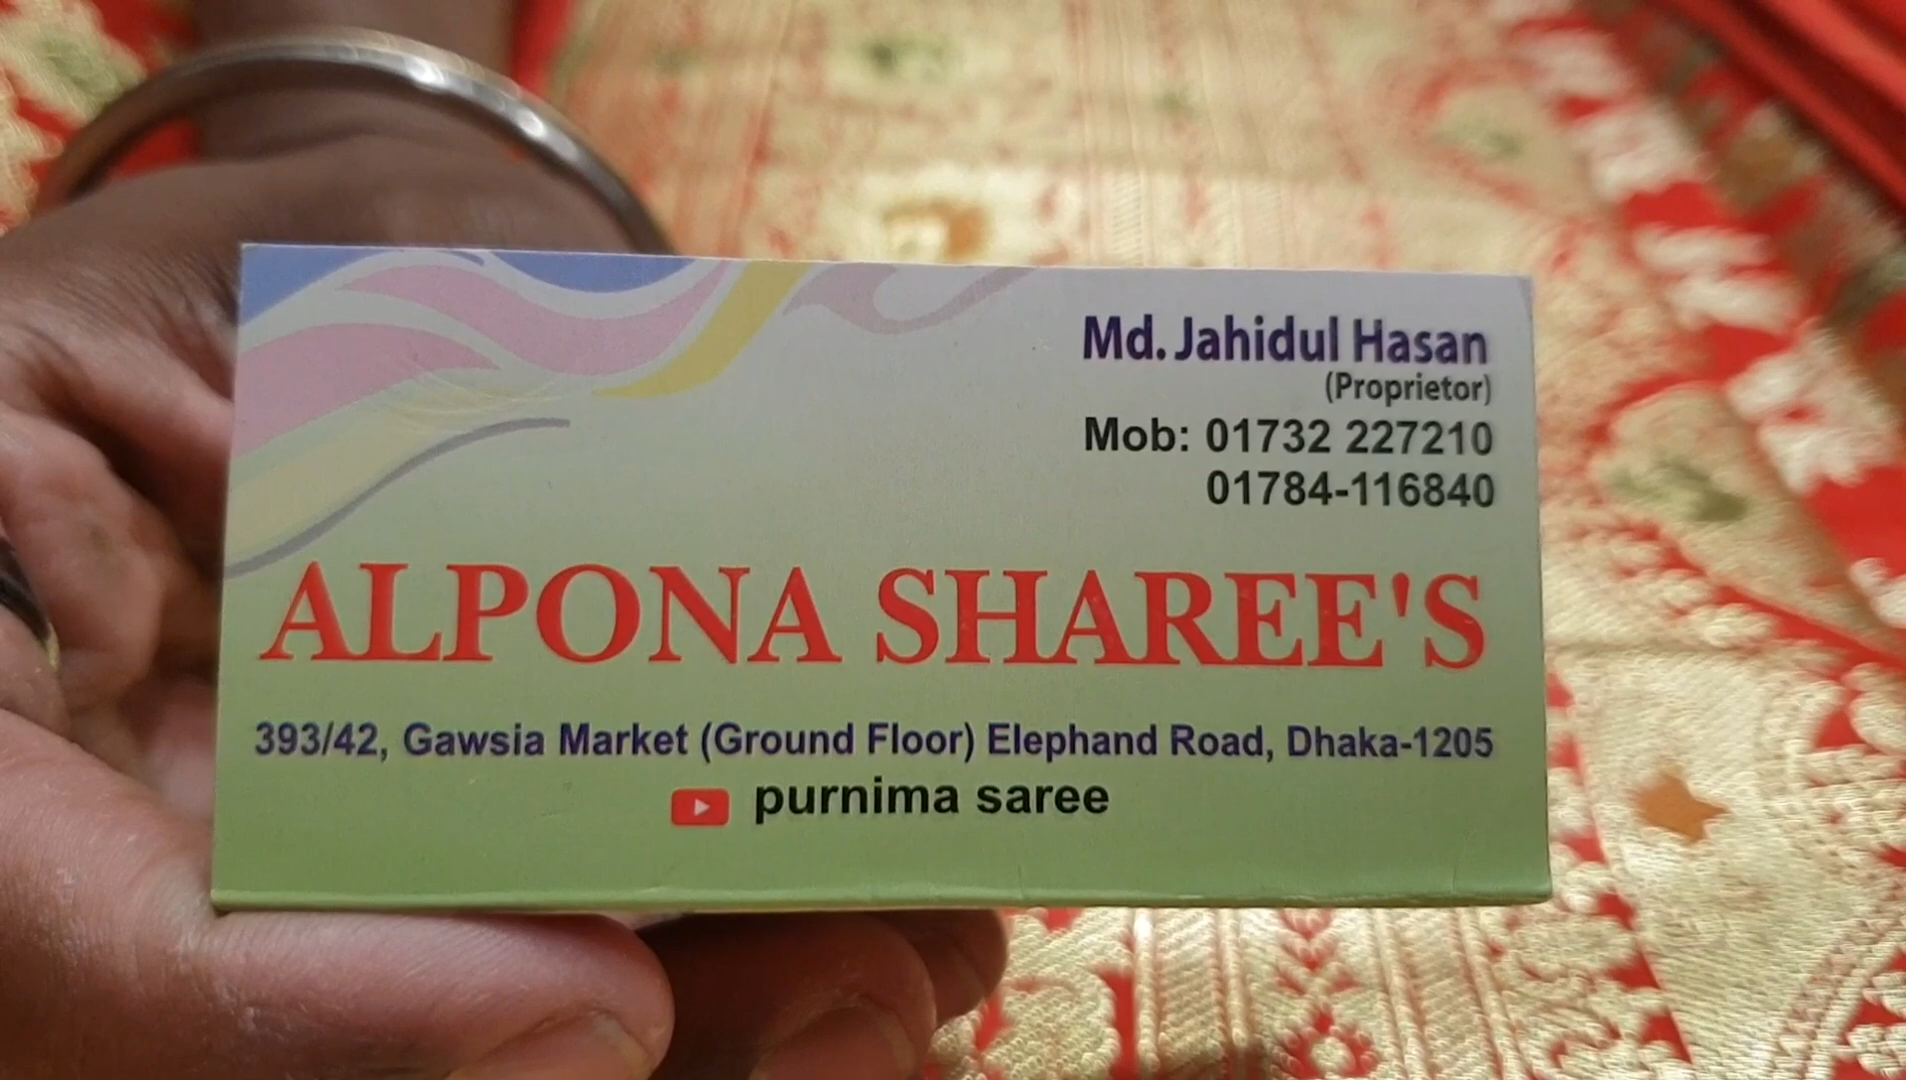 Md. Jahidul Hasan
(Proprietor)
Mob: 01732 227210
01784-116840
ALPONA SHAREE'S
393/42, Gawsia Market (Ground Floor) Elephand Road, Dhaka-1205
purnima saree